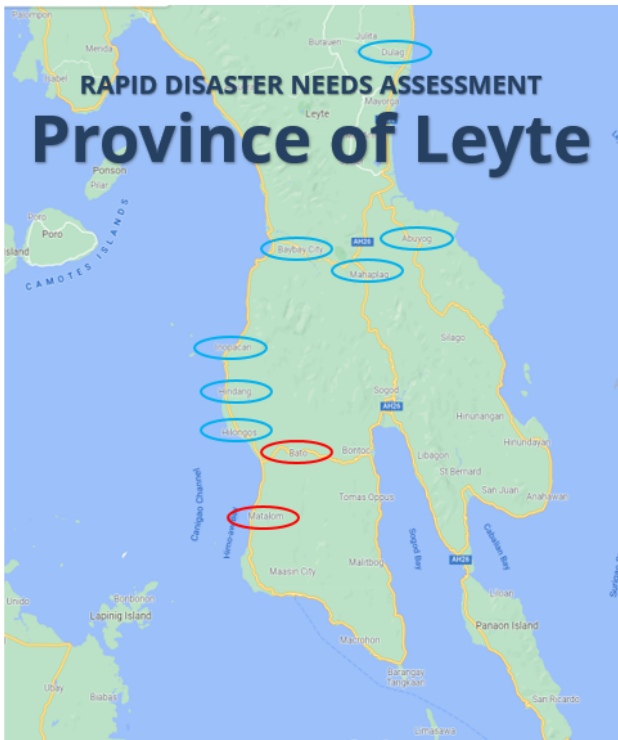 Palompon
Julita
Burauen
Dulag
Merida
Isabel
RAPID DISASTER NEEDS ASSESSMENT
Mayorga
Leyte
Province of Leyte
Ponson
Pilar
Poro
Poro
island
CAMOTES ISLANDS
Baybay City
AH26
Abuyog
Mahaplag
Inopacan
Silago
Hindang
Sogod
AH26
Hinunangan
Hilongos
Hinundayan
Bato
Bontoc
Libagon
St Bernard
San Juan
Anahawan
Canigao Channel
Tomas Oppus
Matalom
Sogod Bay
Cabalian Bay
AH26
Maasin City
Malitbog
Unido
Bonbonon
Lapinig Island
Liloan
Panaon Island
Macrohon
Barangay
Tangkaan
Ubay
Biabas
San Ricardo
Limasawa